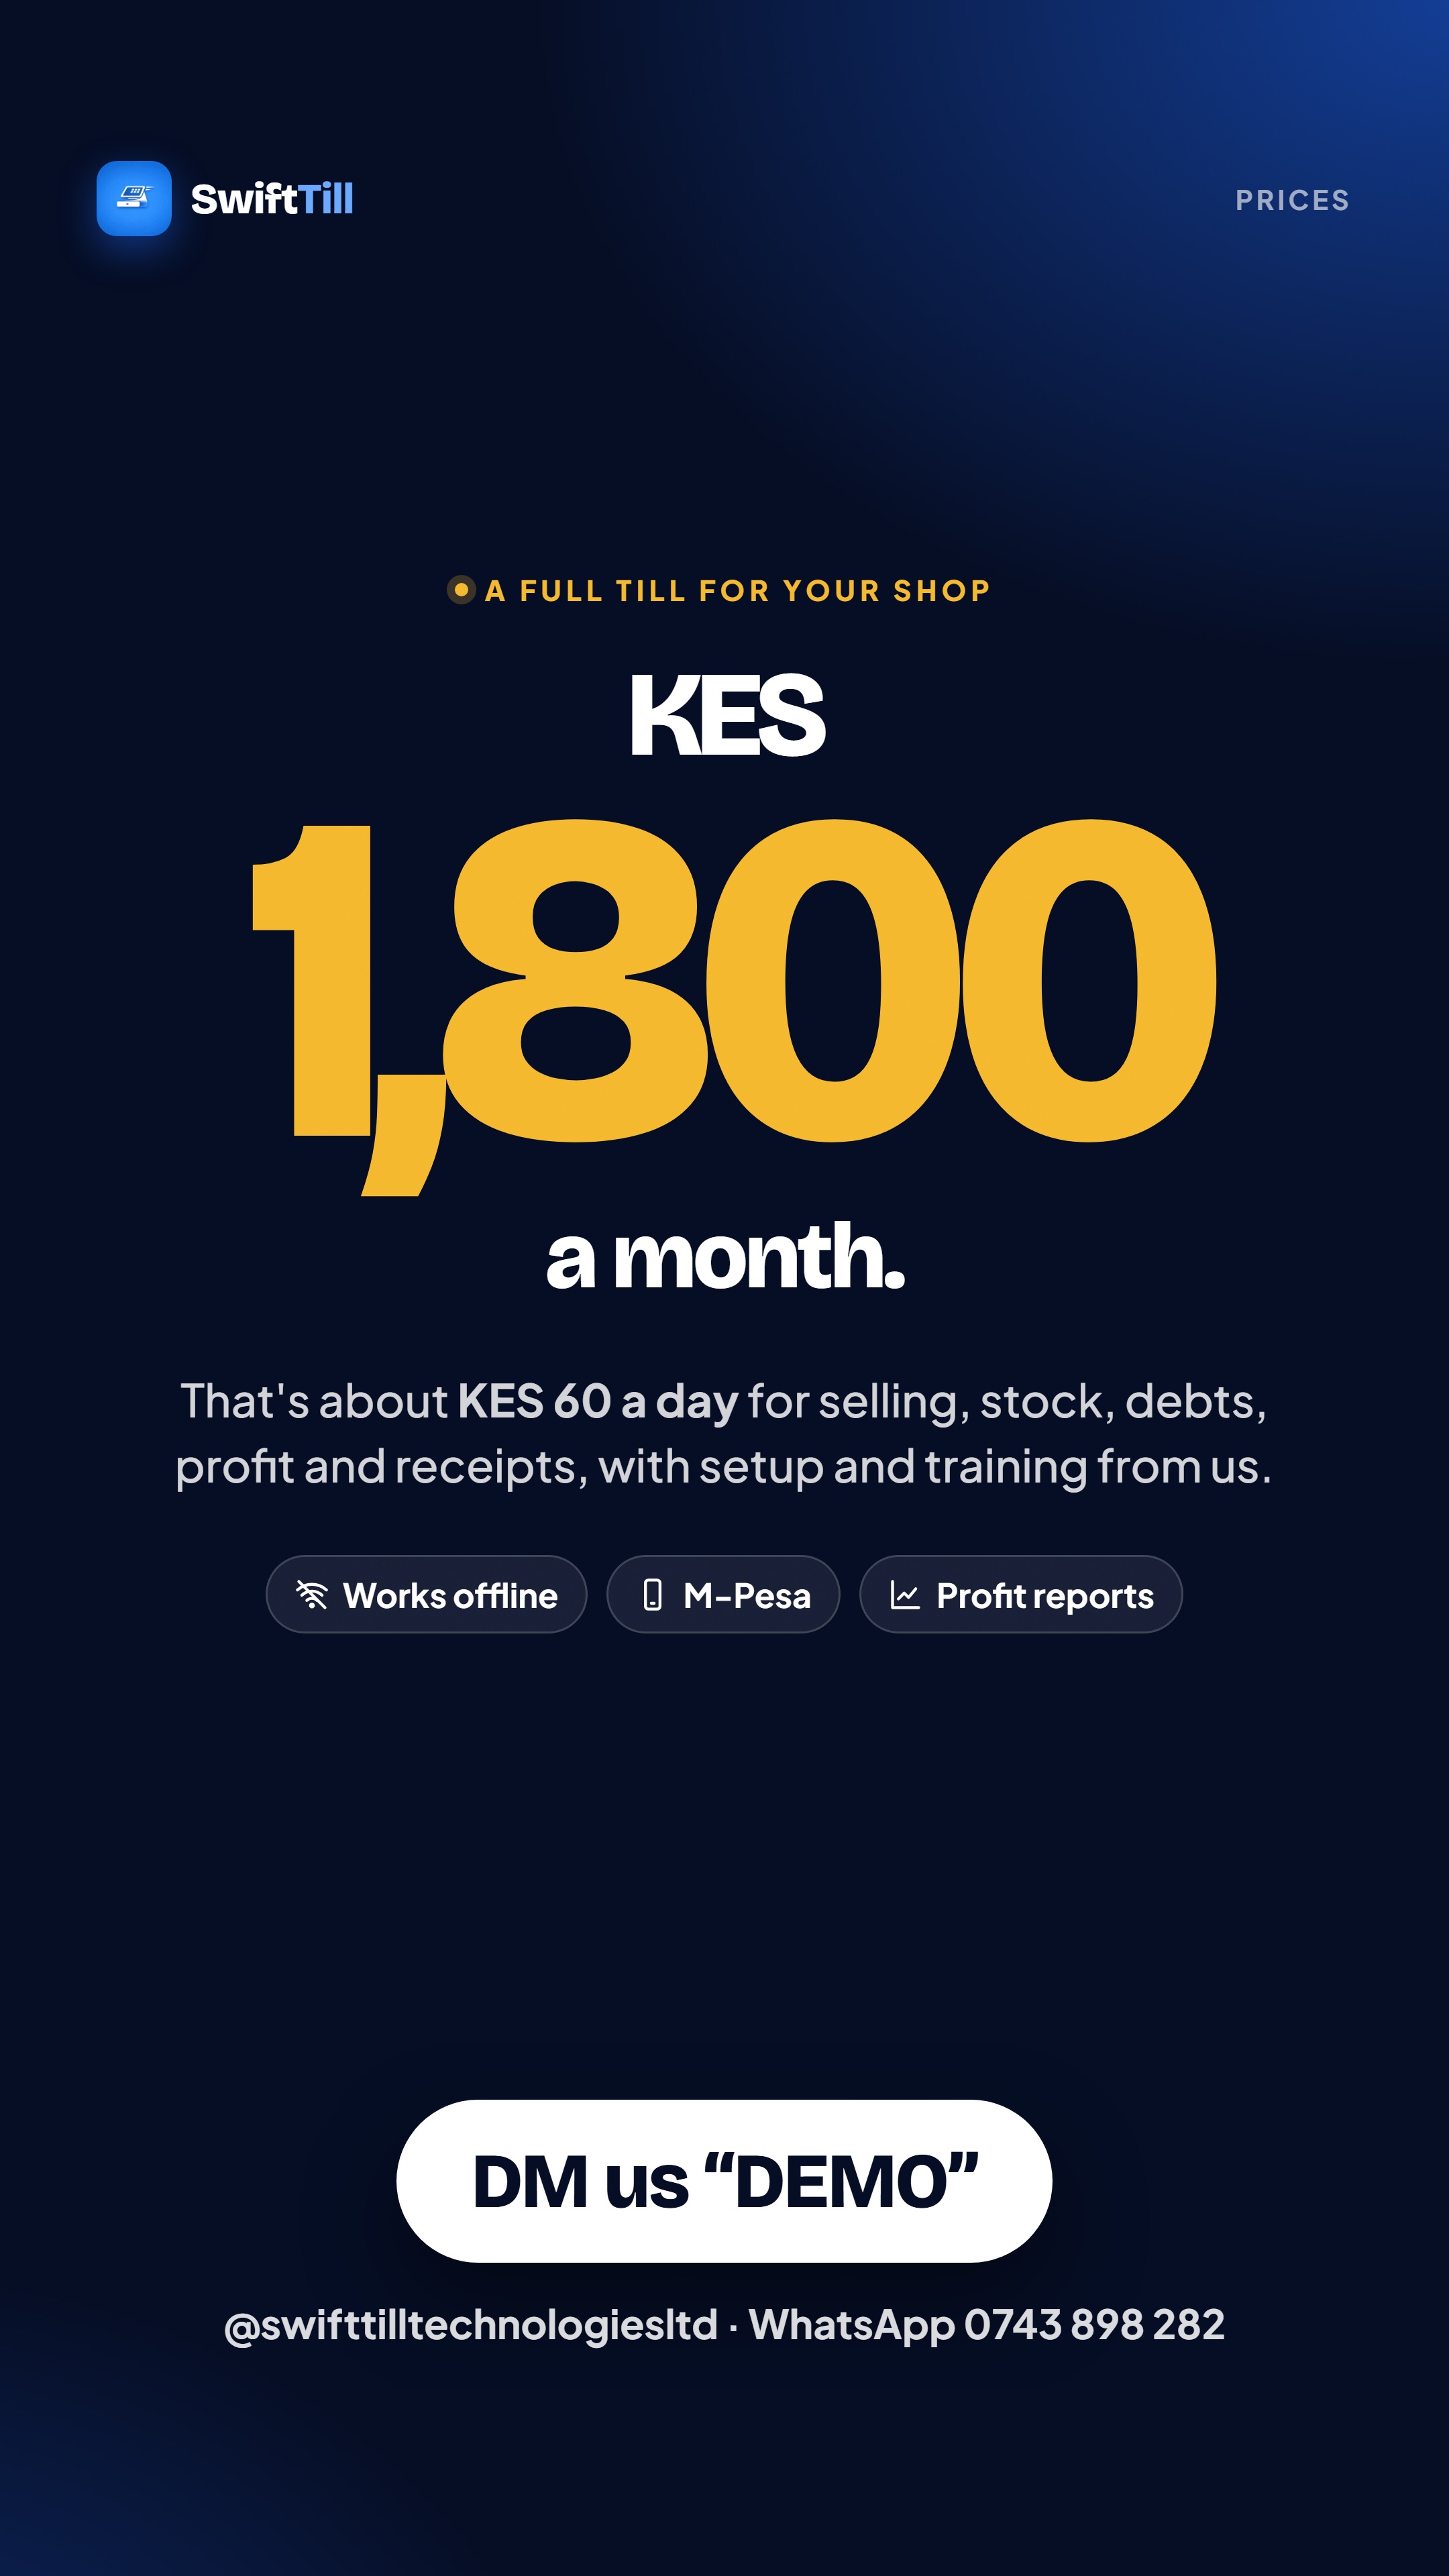 SwiftTill
PRICES
A FULL TILL FOR YOUR SHOP
KES
1,800
a month.
That's about KES 60 a day for selling, stock, debts,
profit and receipts, with setup and training from us.
Works offline
M-Pesa
Profit reports
DM us “DEMO”
@swifttilltechnologiesltd · WhatsApp 0743 898 282